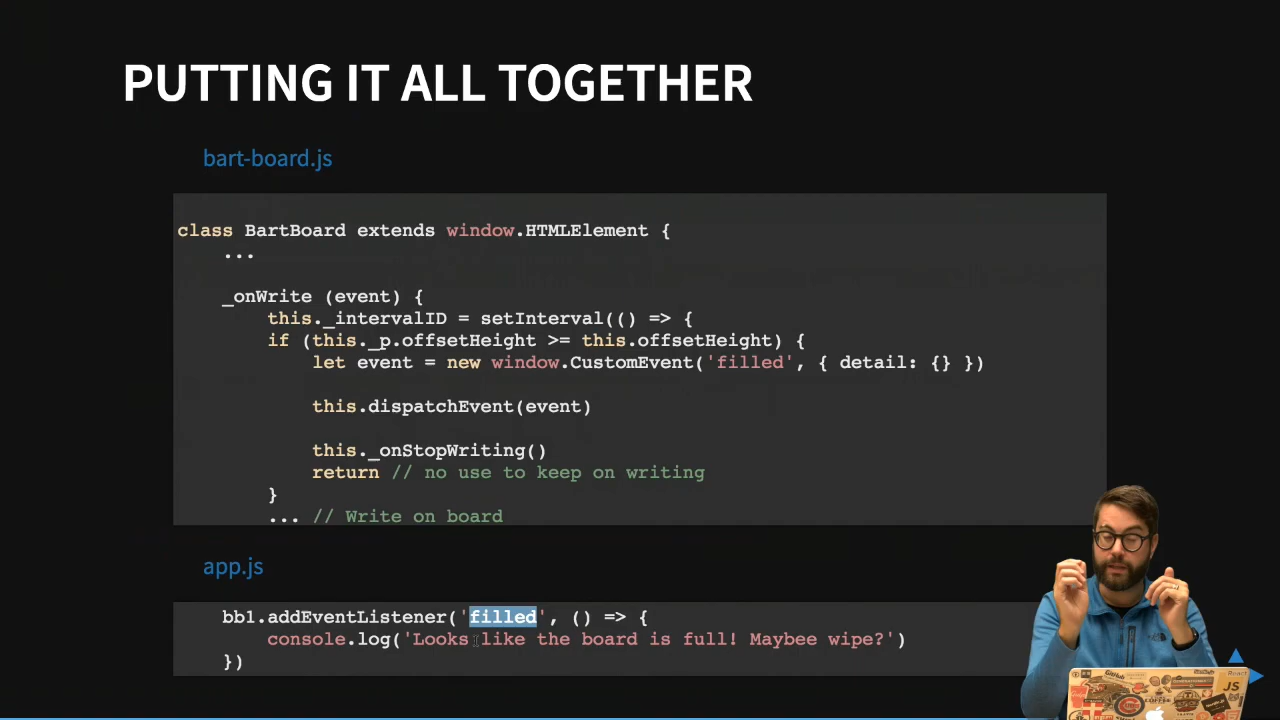 PUTTING IT ALL TOGETHER
bart-board.js
class BartBoard extends window.HTMLElement {
...
_onWrite (event) {
this._intervalID = setInterval(() => {
if (this._p.offsetHeight >= this.offsetHeight) {
let event = new window.CustomEvent('filled', { detail: {} })
this.dispatchEvent(event)
this._onStopWriting()
return // no use to keep on writing
}
... // Write on board
app.js
bb1.addEventListener('filled', () => {
console.log('Looks like the board is full! Maybee wipe?')
})
GitHub
React
JS